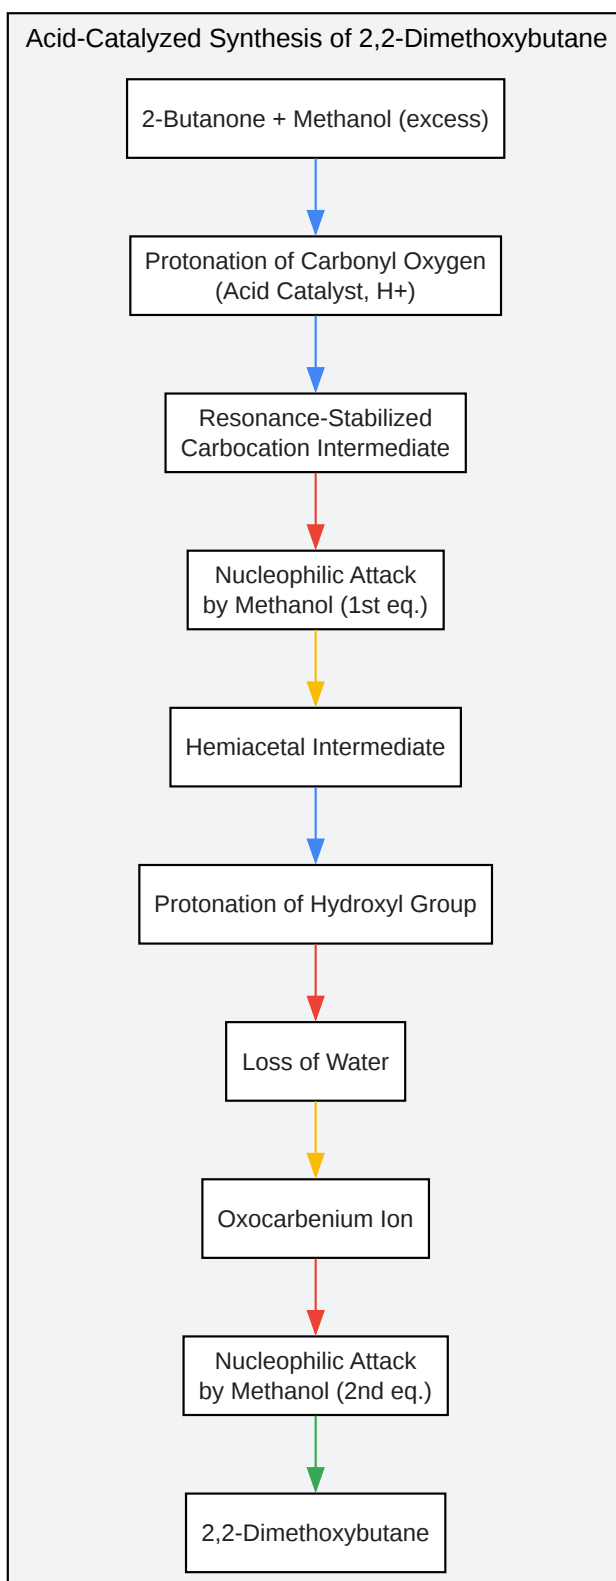 Acid-Catalyzed Synthesis of 2,2-Dimethoxybutane
2-Butanone + Methanol (excess)
Protonation of Carbonyl Oxygen
(Acid Catalyst, H+)
Resonance-Stabilized
Carbocation Intermediate
Nucleophilic Attack
by Methanol (1st eq.)
Hemiacetal Intermediate
Protonation of Hydroxyl Group
Loss of Water
Oxocarbenium Ion
Nucleophilic Attack
by Methanol (2nd eq.)
2,2-Dimethoxybutane